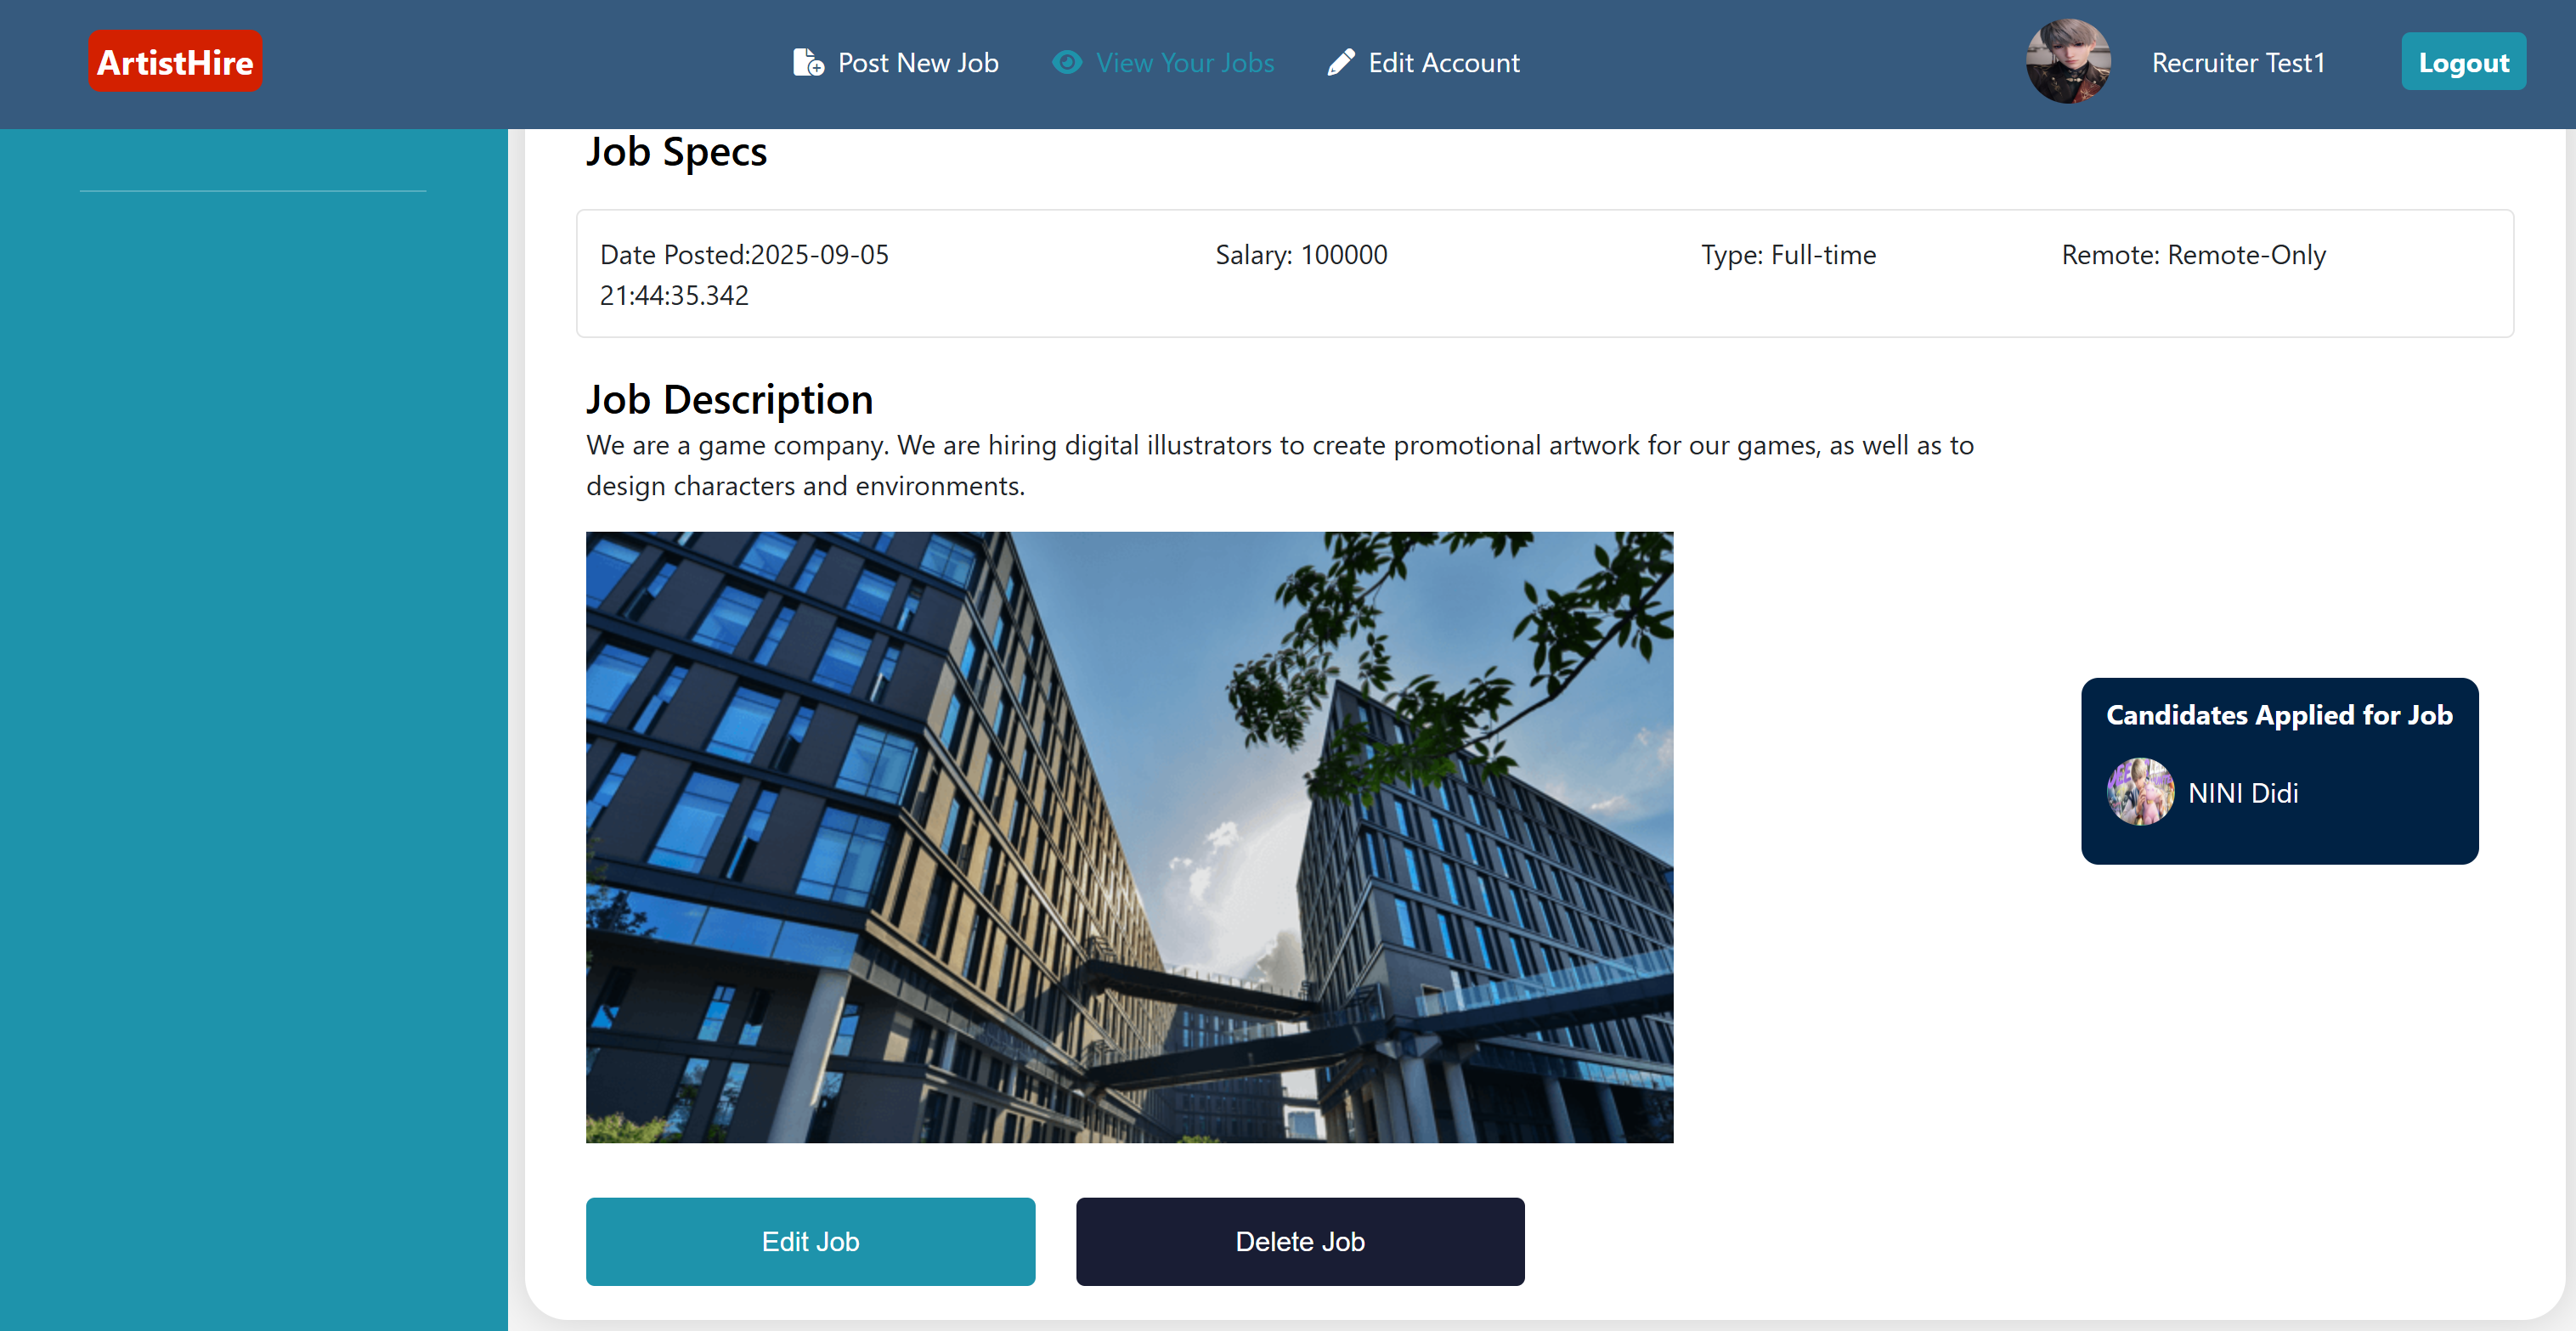 ArtistHire
Post New Job
View Your Jobs
Edit Account
Recruiter Test1
Logout
Job Specs
Date Posted:2025-09-05
21:44:35.342
Salary: 100000
Type: Full-time
Remote: Remote-Only
Job Description
We are a game company. We are hiring digital illustrators to create promotional artwork for our games, as well as to
design characters and environments.
Candidates Applied for Job
NINI Didi
Edit Job
Delete Job